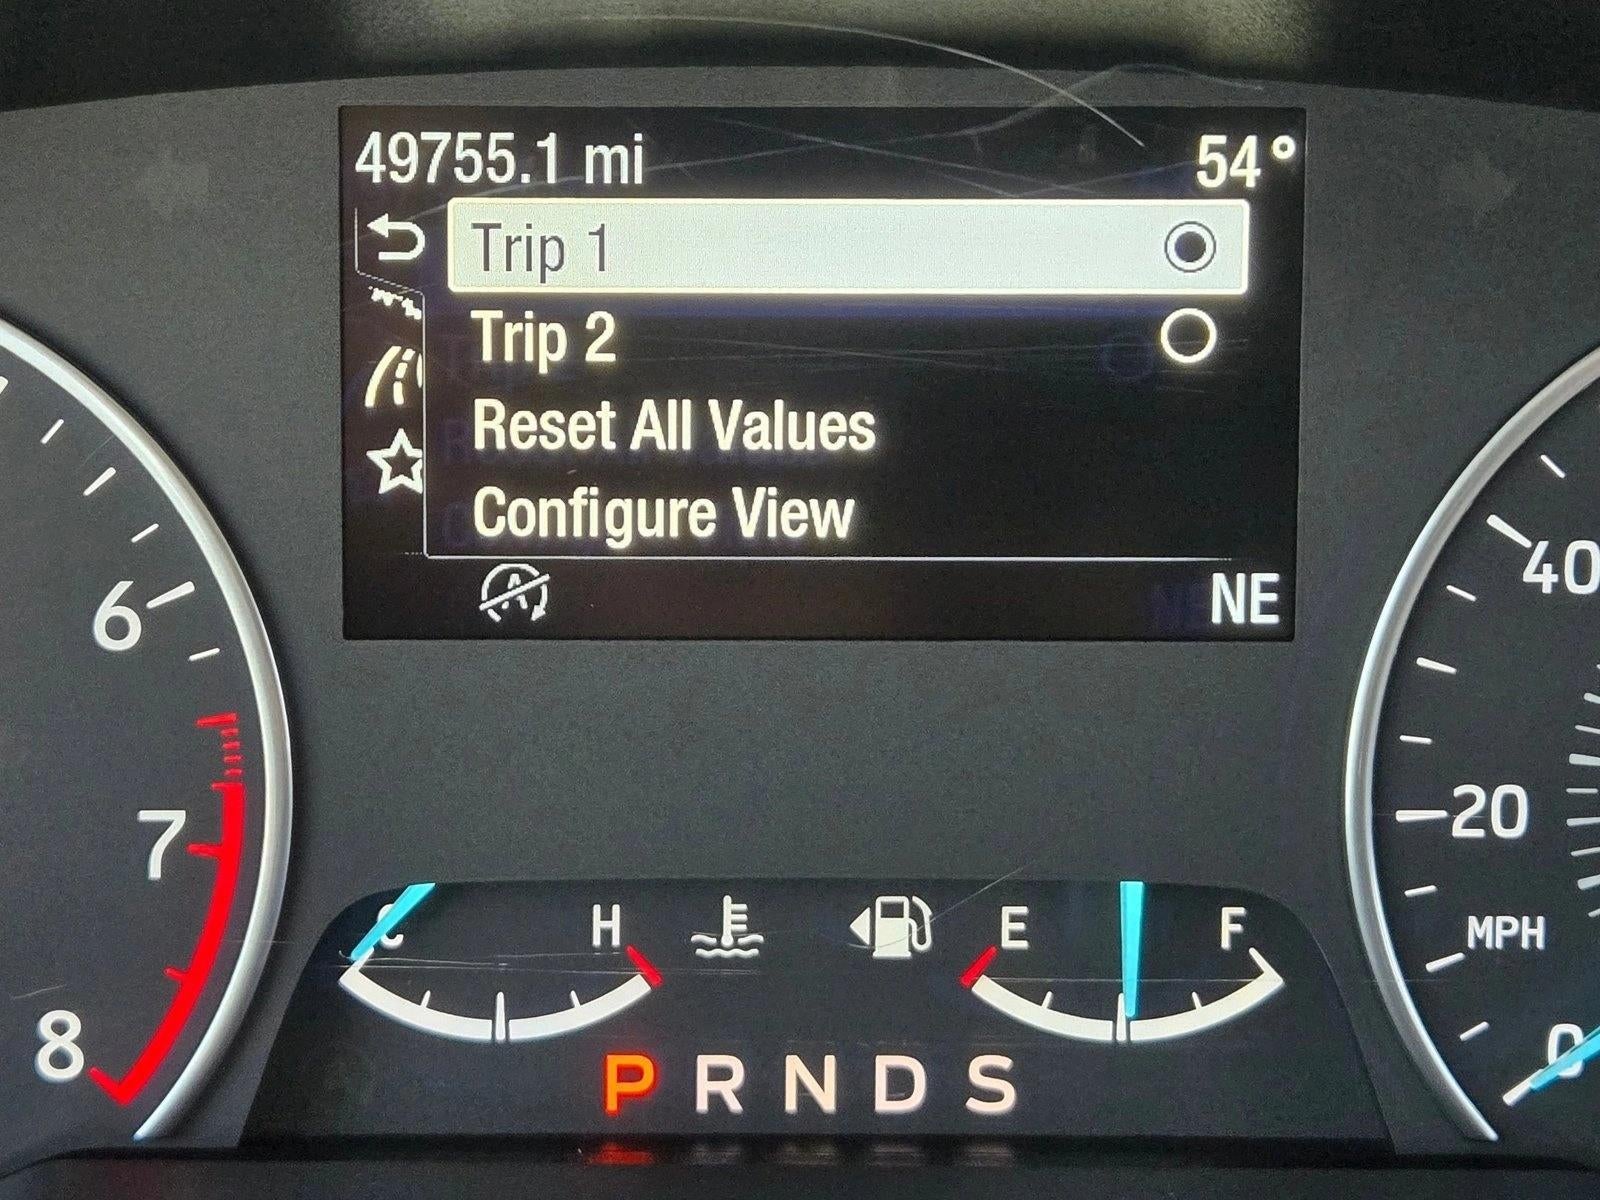 49755.1 mi 54°
Trip 1
Trip 2
Reset All Values
Configure View
A
NE
6
7
8
40
20
MPH
0
C H E F
P R N D S